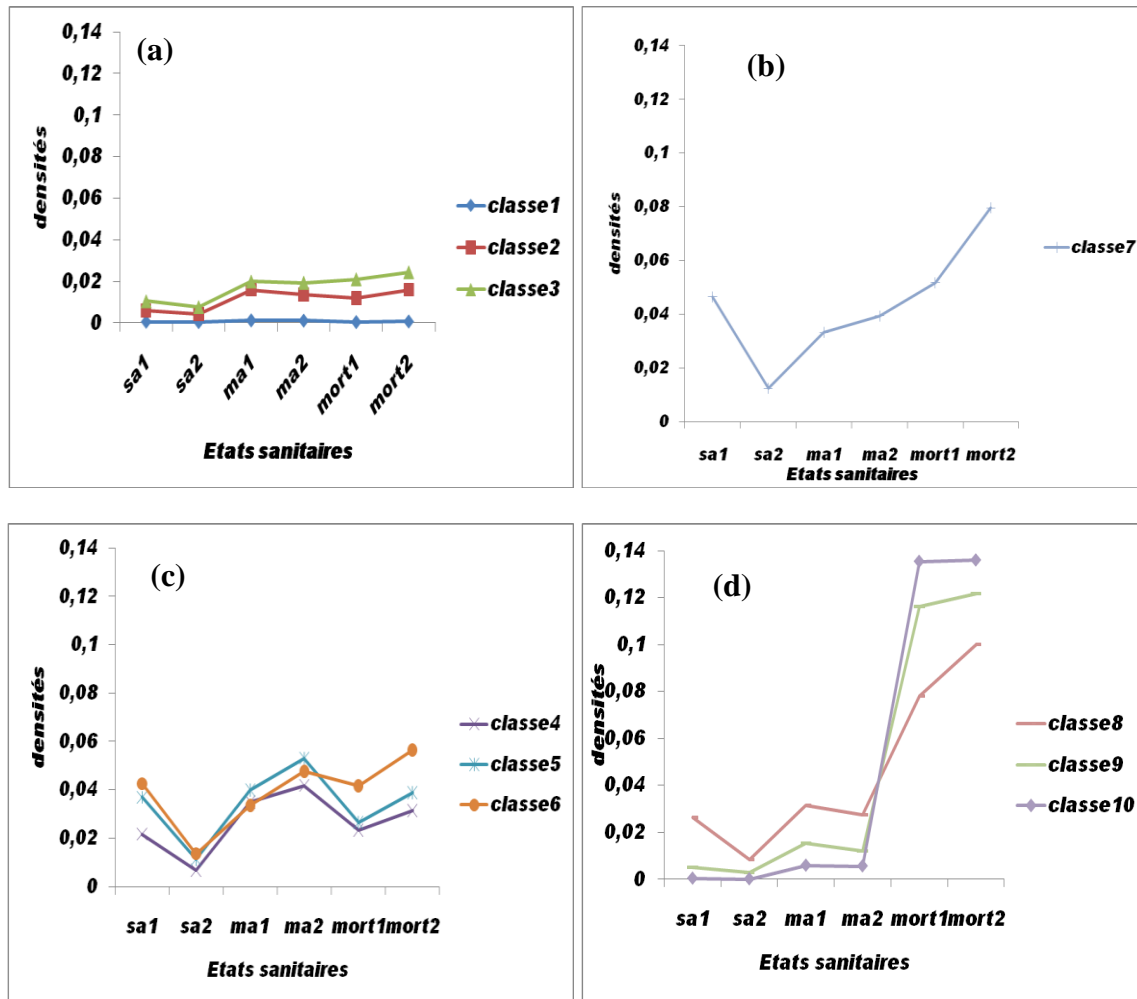 (a)
0,14
0,12
0,1
0,08
0,06
0,04
0,02
0
densités
sa1
sa2
ma1
ma2
mort1
mort2
Etats sanitaires
classe1
classe2
classe3
(b)
0,14
0,12
0,1
0,08
0,06
0,04
0,02
0
densités
sa1 sa2 ma1 ma2 mort1 mort2
Etats sanitaires
classe7
(c)
0,14
0,12
0,1
0,08
0,06
0,04
0,02
0
densités
sa1 sa2 ma1 ma2 mort1 mort2
Etats sanitaires
classe4
classe5
classe6
(d)
0,14
0,12
0,1
0,08
0,06
0,04
0,02
0
densités
sa1 sa2 ma1 ma2 mort1 mort2
Etats sanitaires
classe8
classe9
classe10